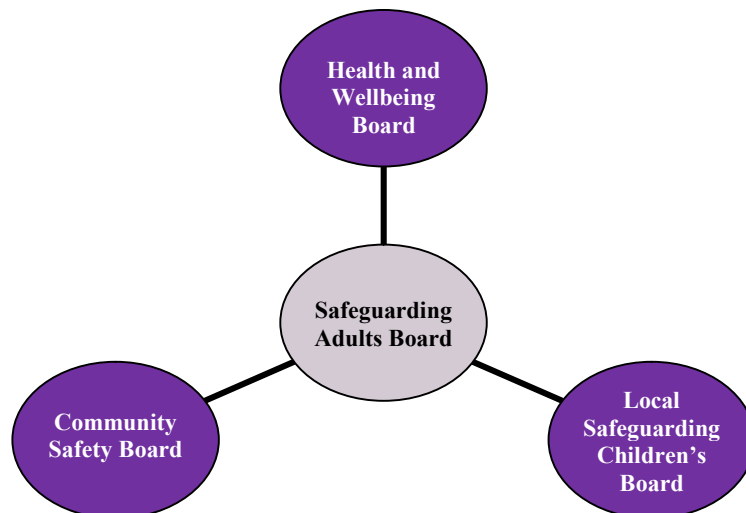 Health and
Wellbeing
Board
Safeguarding
Adults Board
Community
Safety Board
Local
Safeguarding
Children’s
Board